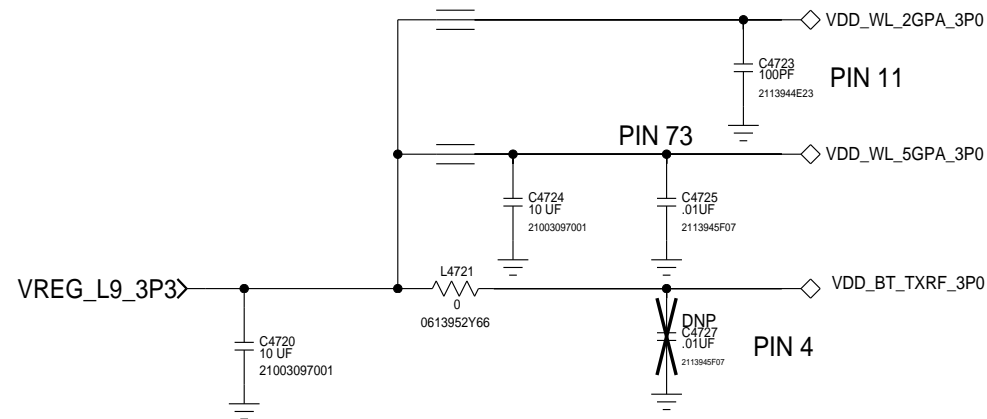 VDD_WL_2GPA_3P0
C4723
100PF
2113944E23
PIN 11
PIN 73
VDD_WL_5GPA_3P0
C4724
10 UF
21003097001
C4725
.01UF
2113945F07
VREG_L9_3P3
L4721
0
0613952Y66
VDD_BT_TXRF_3P0
C4720
10 UF
21003097001
DNP
C4727
.01UF
2113945F07
PIN 4